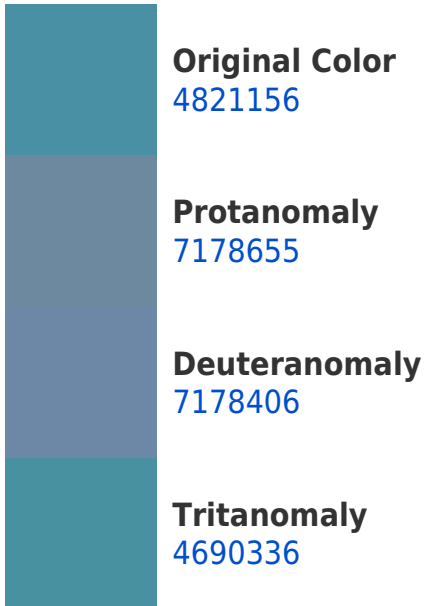 Original Color
4821156
Protanomaly
7178655
Deuteranomaly
7178406
Tritanomaly
4690336